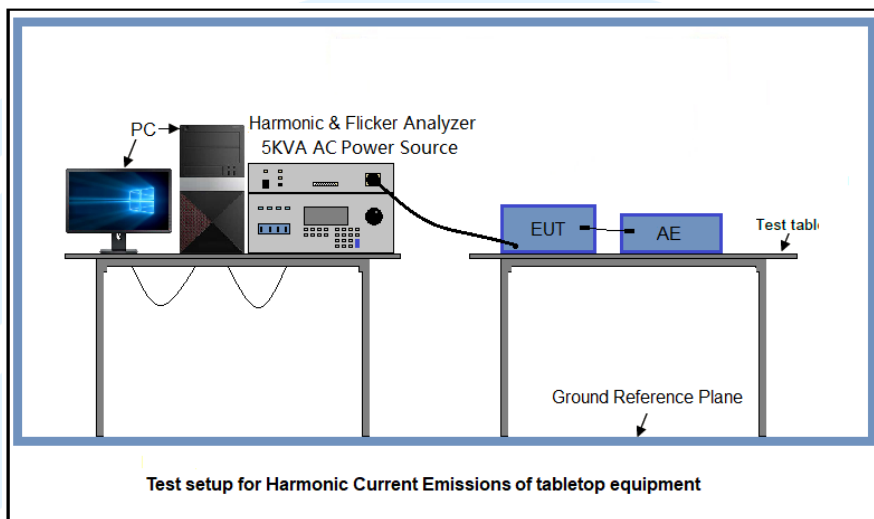 PC
Harmonic & Flicker Analyzer
5KVA AC Power Source
EUT
AE
Test
Ground Reference Plane
Test setup for Harmonic Current Emissions of tabletop equipment